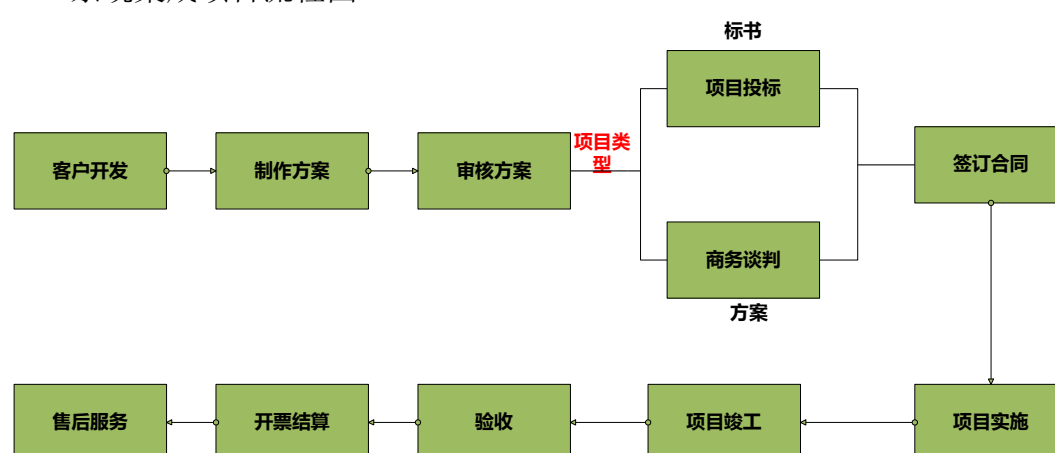 标书
项目投标
项目类
型
客户开发
制作方案
审核方案
签订合同
商务谈判
方案
售后服务
开票结算
验收
项目竣工
项目实施